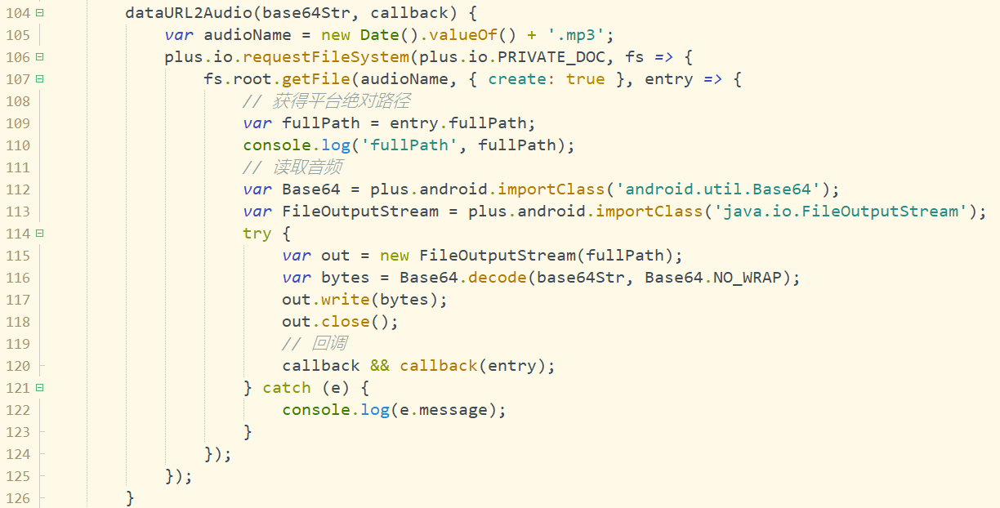 104 dataURL2Audio(base64Str, callback) {
105 var audioName = new Date().valueOf() + '.mp3';
106 plus.io.requestFileSystem(plus.io.PRIVATE_DOC, fs => {
107 fs.root.getFile(audioName, { create: true }, entry => {
108 // 获得平台绝对路径
109 var fullPath = entry.fullPath;
110 console.log('fullPath', fullPath);
111 // 读取音频
112 var Base64 = plus.android.importClass('android.util.Base64');
113 var FileOutputStream = plus.android.importClass('java.io.FileOutputStream');
114 try {
115 var out = new FileOutputStream(fullPath);
116 var bytes = Base64.decode(base64Str, Base64.NO_WRAP);
117 out.write(bytes);
118 out.close();
119 // 回调
120 callback && callback(entry);
121 } catch (e) {
122 console.log(e.message);
123 }
124 });
125 });
126 }